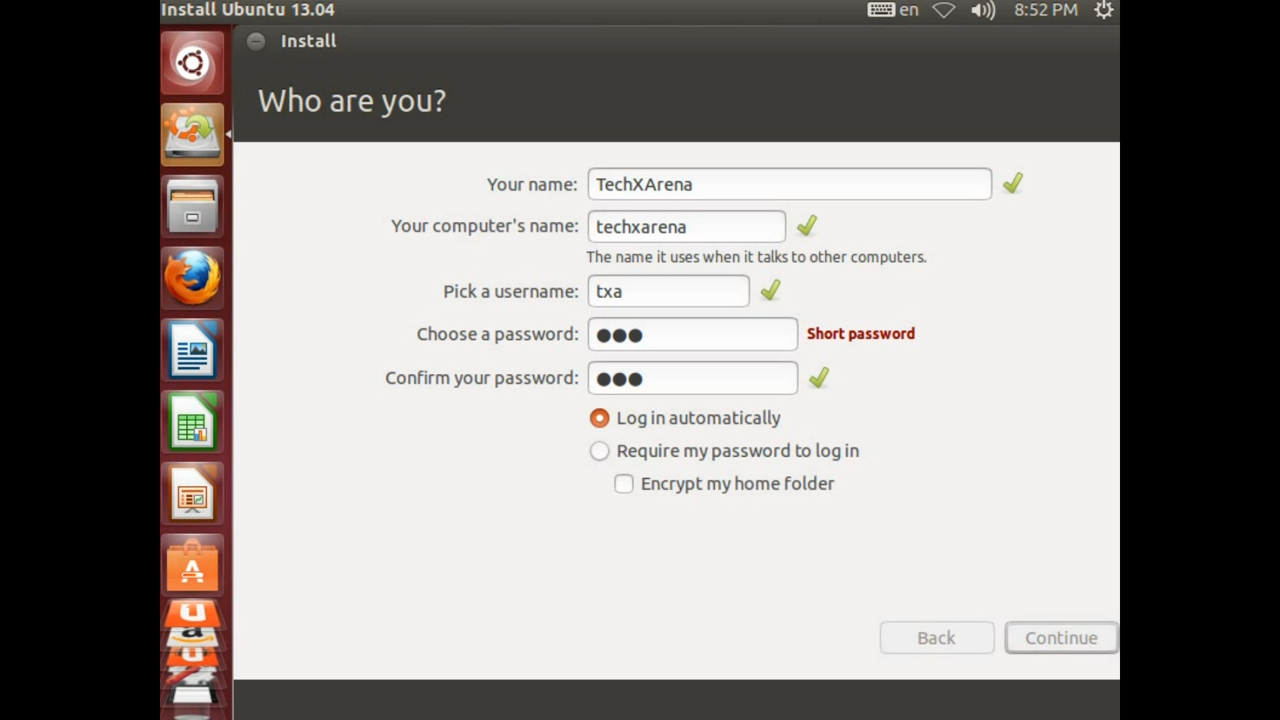 Install Ubuntu 13.04 en 8:52 PM
Install
Who are you?
Your name: TechXArena
Your computer's name: techxarena
The name it uses when it talks to other computers.
Pick a username: txa
Choose a password: ●●● Short password
Confirm your password: ●●●
Log in automatically
Require my password to log in
Encrypt my home folder
Back Continue